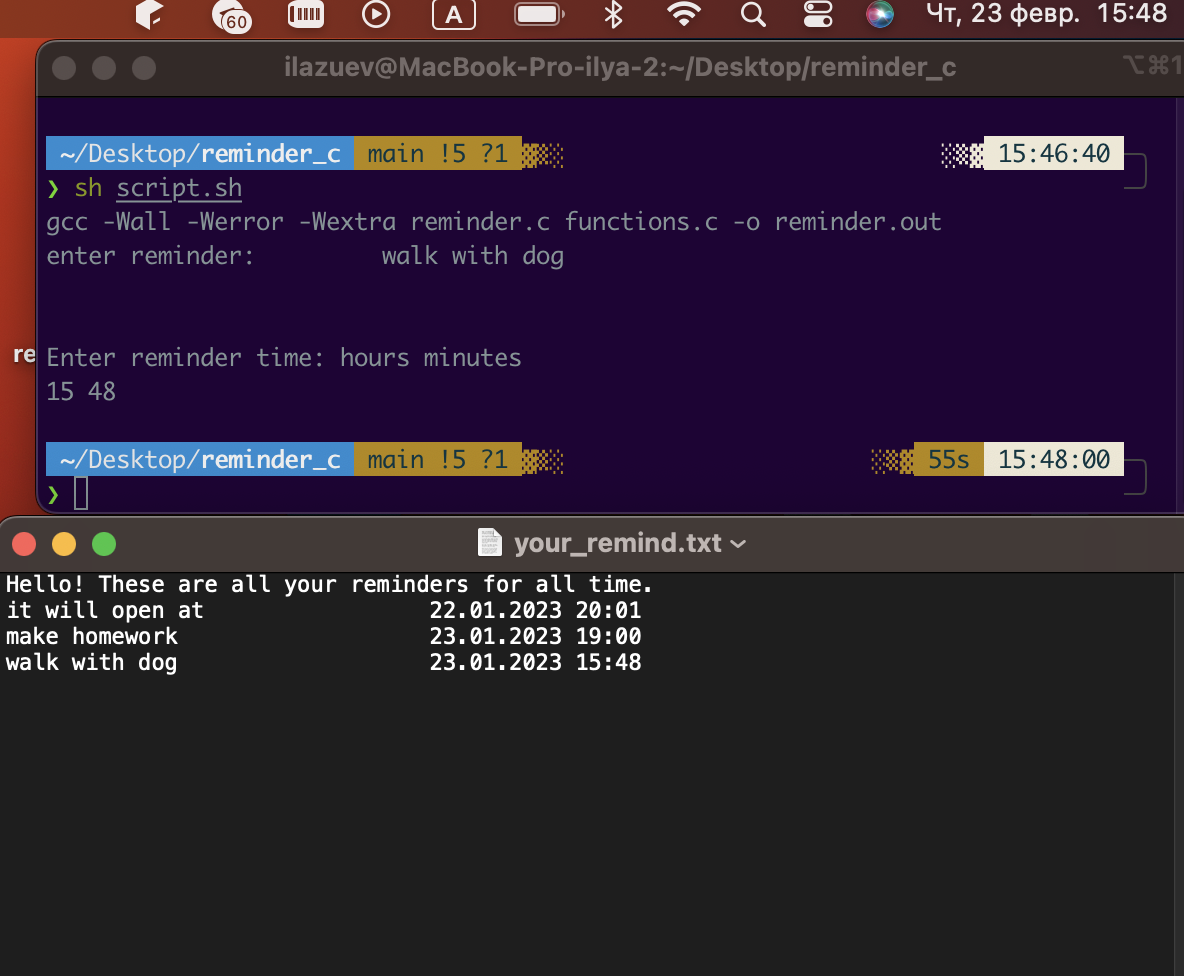 60 A Чт, 23 февр. 15:48
ilazuev@MacBook-Pro-ilya-2:~/Desktop/reminder_c ⌥⌘1
~/Desktop/reminder_c main !5 ?1 15:46:40
❯ sh script.sh
gcc -Wall -Werror -Wextra reminder.c functions.c -o reminder.out
enter reminder: walk with dog
re
Enter reminder time: hours minutes
15 48
~/Desktop/reminder_c main !5 ?1 55s 15:48:00
❯
your_remind.txt
Hello! These are all your reminders for all time.
it will open at 22.01.2023 20:01
make homework 23.01.2023 19:00
walk with dog 23.01.2023 15:48